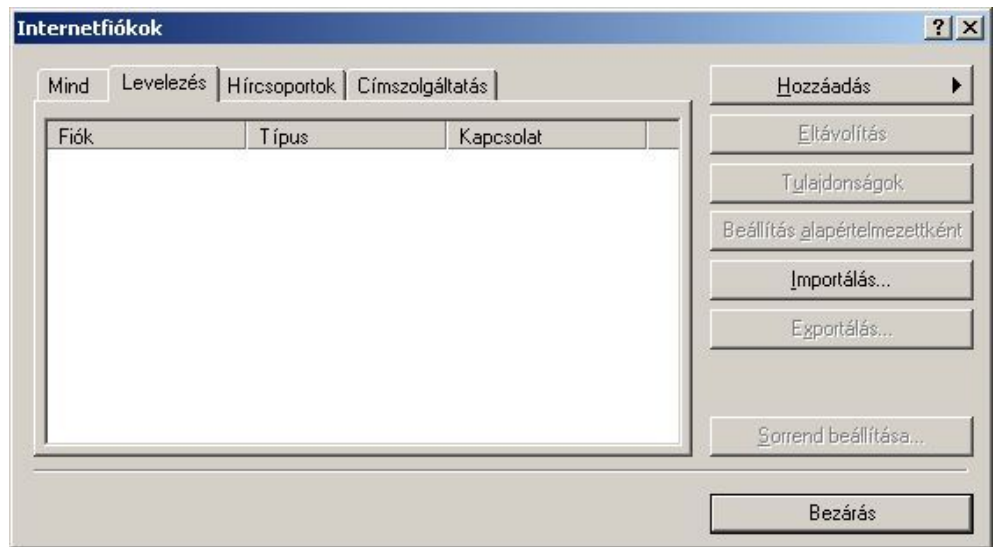 Internetfiókok
Mind Levelezés Hírcsoportok Címszolgáltatás
Fiók Típus Kapcsolat
Hozzáadás
Eltávolítás
Tulajdonságok
Beállítás alapértelmezettként
Importálás...
Exportálás...
Sorrend beállítása...
Bezárás